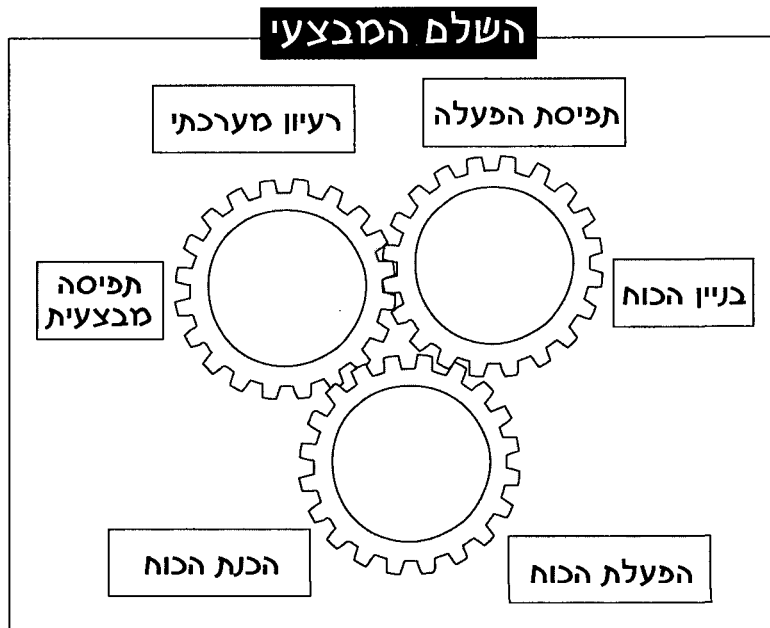 השלם המבצעי
תפיסת הפעלה
רעיון מערכתי
בניין הכוח
תפיסה
מבצעית
הפעלת הכוח
הכנת הכוח